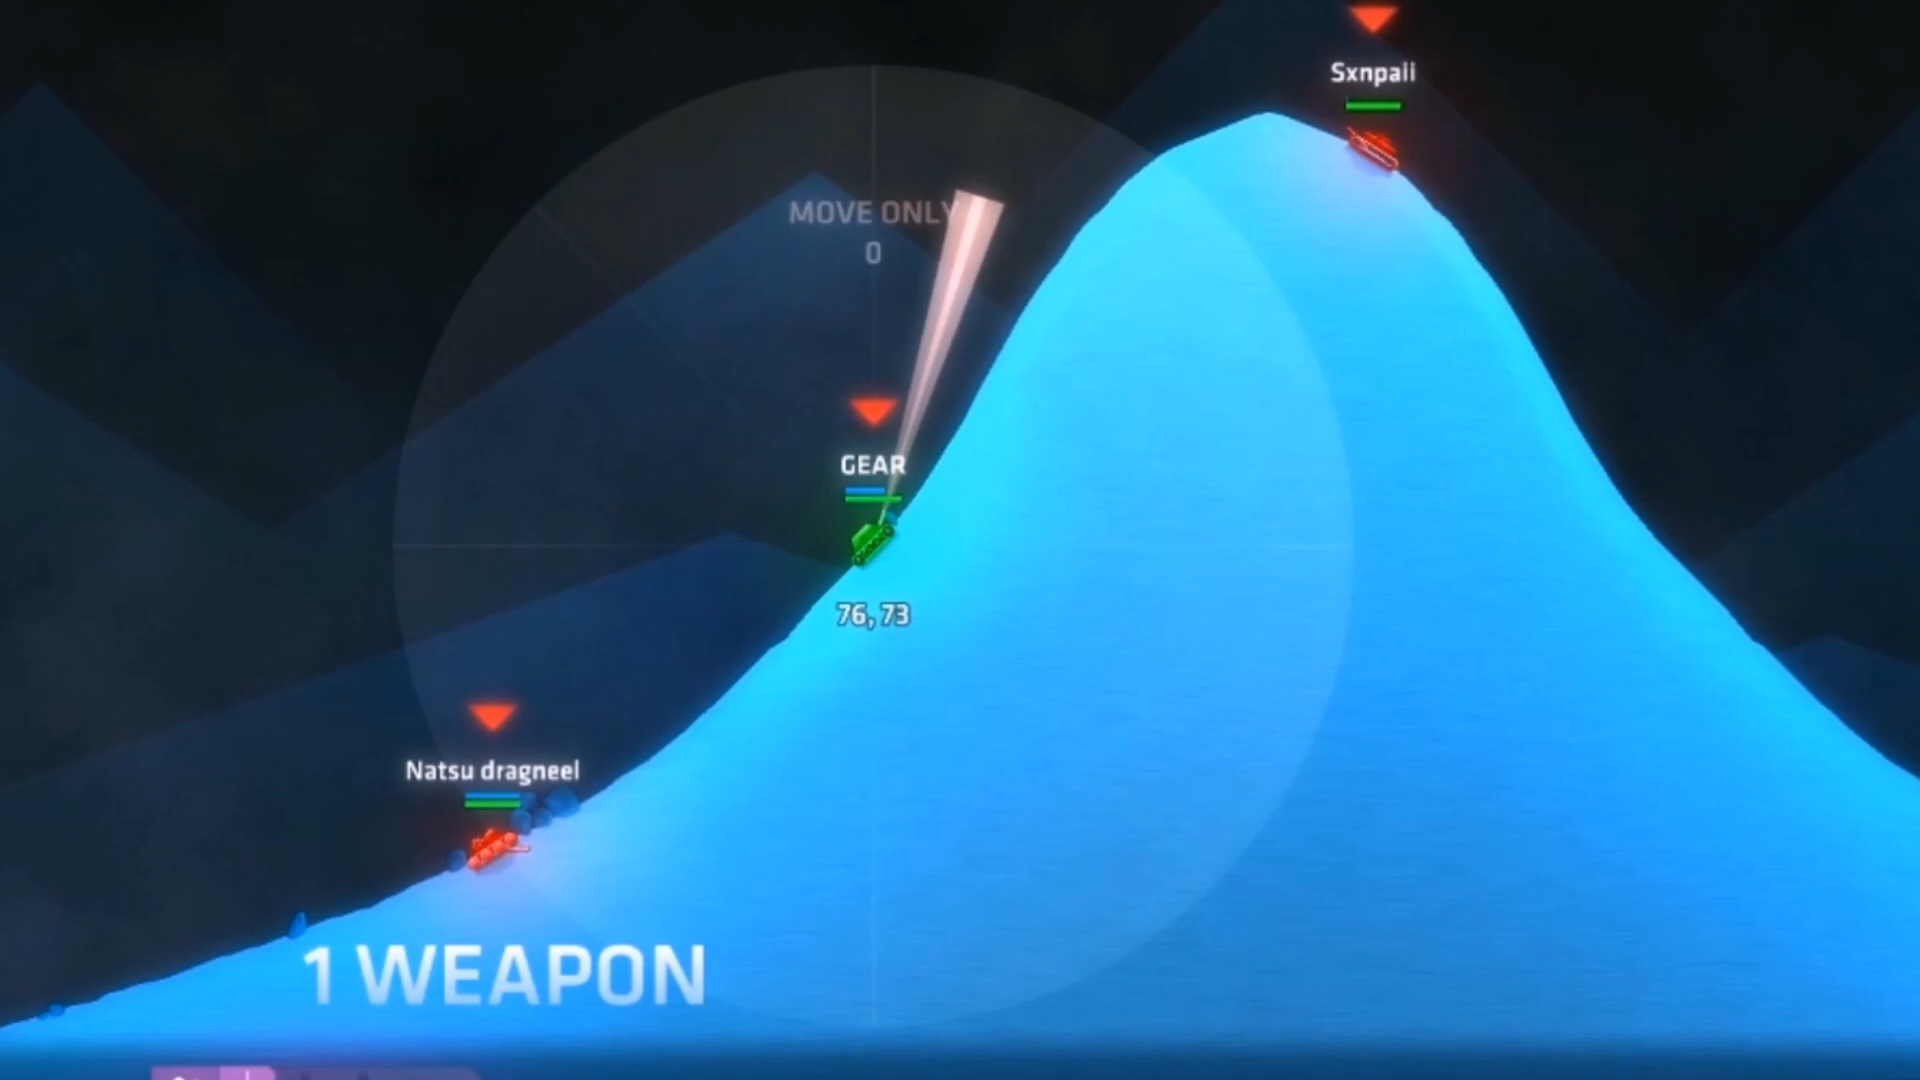 Sxnpaii
MOVE ONLY
0
GEAR
76, 73
Natsu dragneel
1 WEAPON